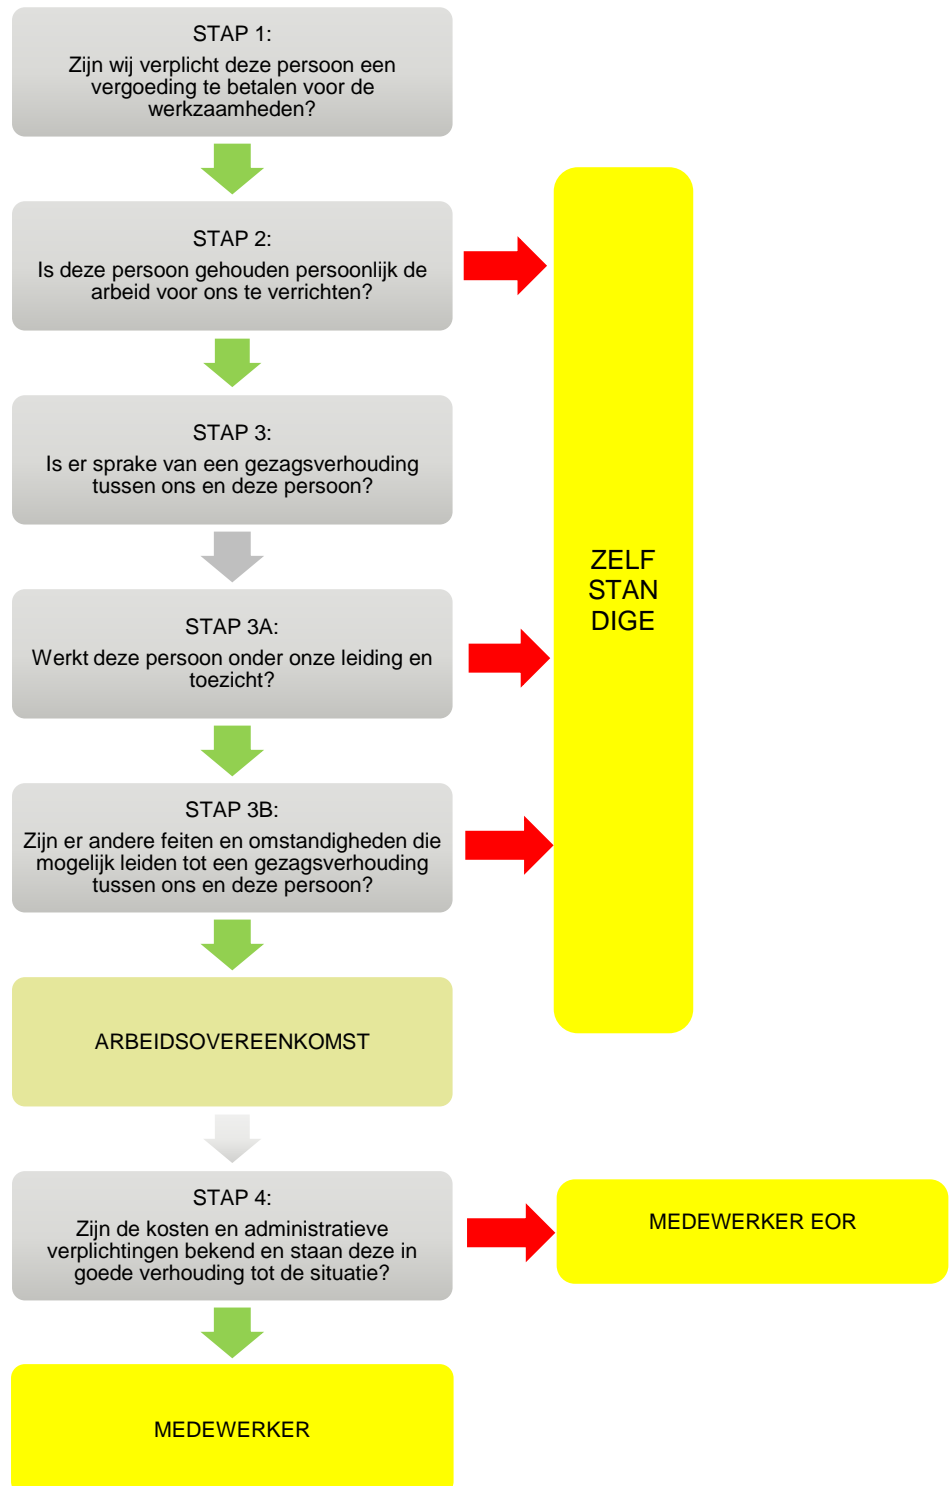 STAP 1:
Zijn wij verplicht deze persoon een
vergoeding te betalen voor de
werkzaamheden?
STAP 2:
Is deze persoon gehouden persoonlijk de
arbeid voor ons te verrichten?
STAP 3:
Is er sprake van een gezagsverhouding
tussen ons en deze persoon?
ZELF
STAN
DIGE
STAP 3A:
Werkt deze persoon onder onze leiding en
toezicht?
STAP 3B:
Zijn er andere feiten en omstandigheden die
mogelijk leiden tot een gezagsverhouding
tussen ons en deze persoon?
ARBEIDSOVEREENKOMST
STAP 4:
Zijn de kosten en administratieve
verplichtingen bekend en staan deze in
goede verhouding tot de situatie?
MEDEWERKER EOR
MEDEWERKER